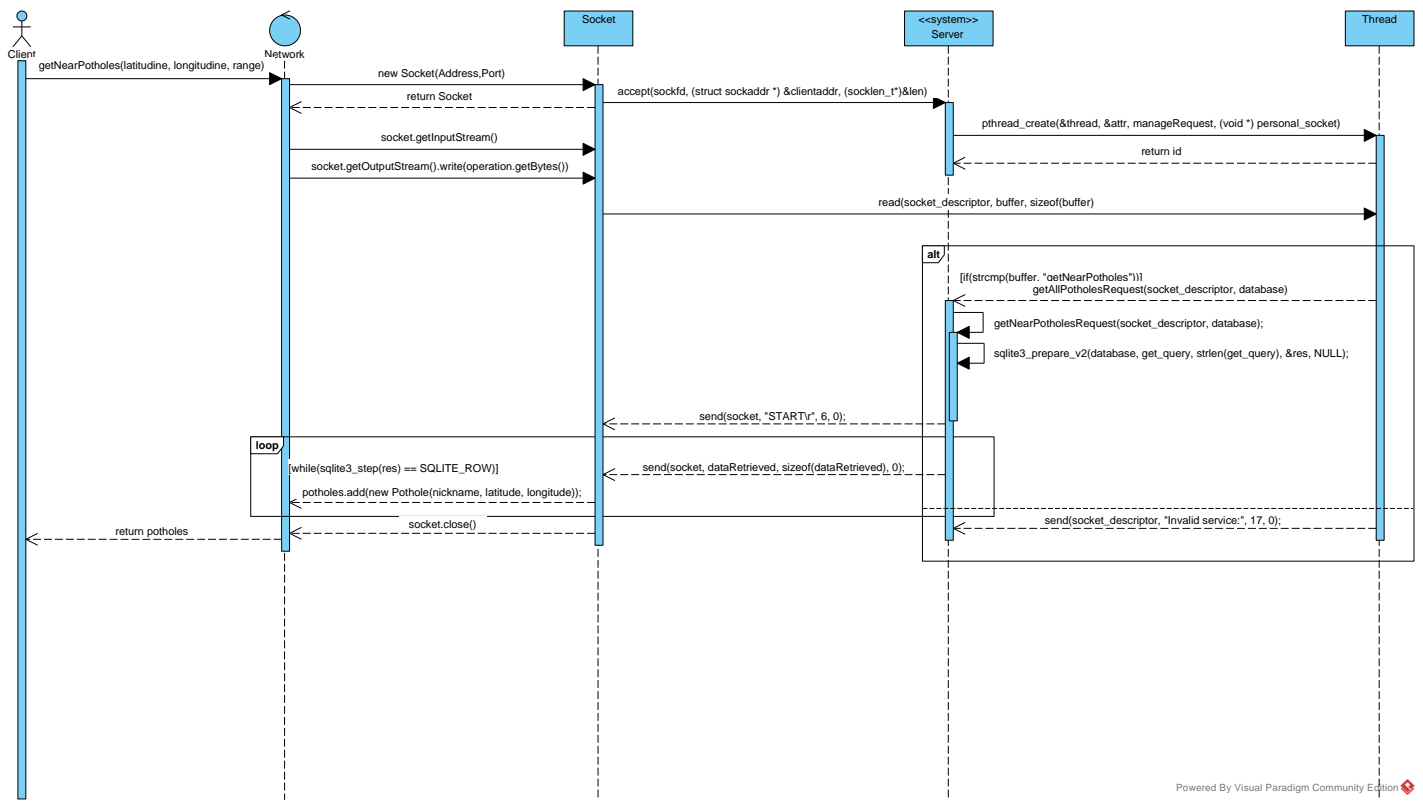 Socket
<<system>>
Server
Thread
Client
Network
getNearPotholes(latitudine, longitudine, range)
new Socket(Address,Port)
return Socket
accept(sockfd, (struct sockaddr *) &clientaddr, (socklen_t*)&len)
pthread_create(&thread, &attr, manageRequest, (void *) personal_socket)
socket.getInputStream()
return id
socket.getOutputStream().write(operation.getBytes())
read(socket_descriptor, buffer, sizeof(buffer)
alt
[if(strcmp(buffer, "getNearPotholes"))]
getAllPotholesRequest(socket_descriptor, database)
getNearPotholesRequest(socket_descriptor, database);
sqlite3_prepare_v2(database, get_query, strlen(get_query), &res, NULL);
send(socket, "START\r", 6, 0);
loop
[while(sqlite3_step(res) == SQLITE_ROW)]
send(socket, dataRetrieved, sizeof(dataRetrieved), 0);
potholes.add(new Pothole(nickname, latitude, longitude));
socket.close()
send(socket_descriptor, "Invalid service:", 17, 0);
return potholes
Powered By Visual Paradigm Community Edition